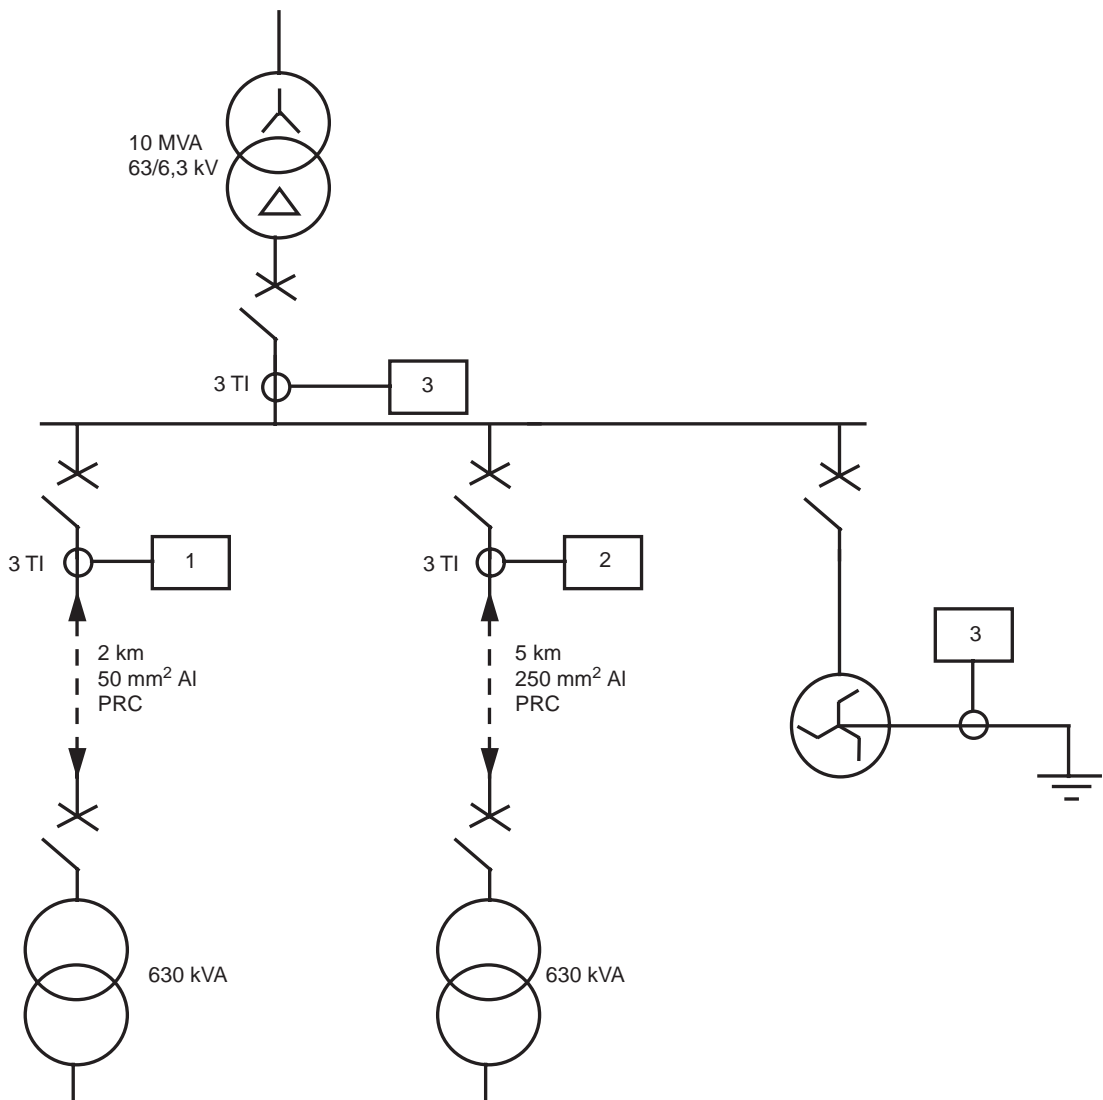 10 MVA
63/6,3 kV
3 TI
3
3 TI
1
3 TI
2
3
2 km
50 mm² Al
PRC
5 km
250 mm² Al
PRC
630 kVA
630 kVA